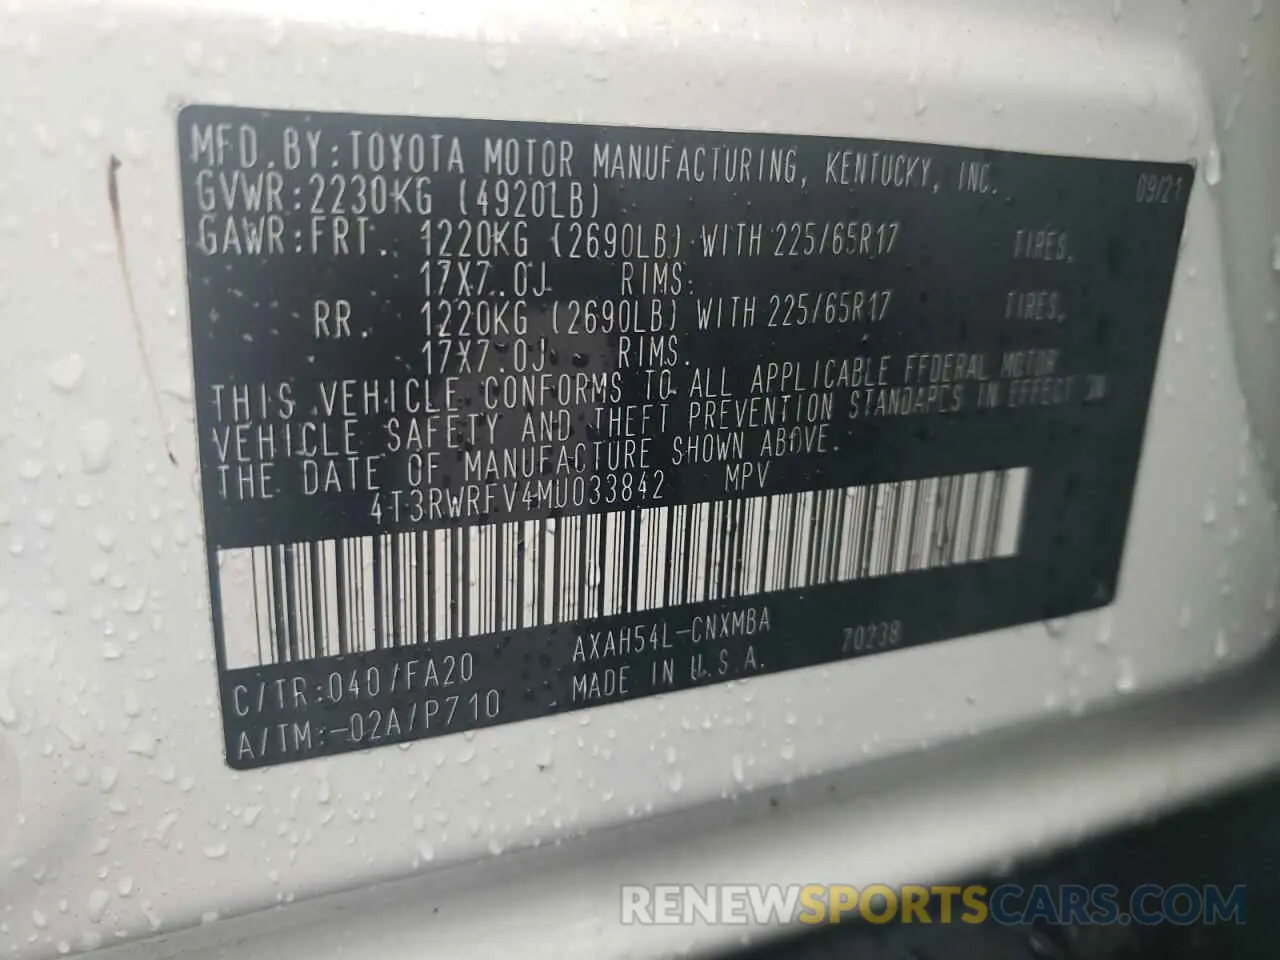 MFD. BY: TOYOTA MOTOR MANUFACTURING, KENTUCKY, INC. 09/21
GVWR: 2230KG (4920LB)
GAWR: FRT. 1220KG (2690LB) WITH 225/65R17 TIRES,
17X7.0J RIMS.
RR. 1220KG (2690LB) WITH 225/65R17 TIRES,
17X7.0J RIMS.
THIS VEHICLE CONFORMS TO ALL APPLICABLE FEDERAL MOTOR
VEHICLE SAFETY AND THEFT PREVENTION STANDARDS IN EFFECT ON
THE DATE OF MANUFACTURE SHOWN ABOVE.
4T3RWRFV4MU033842 MPV
C/TR: 040/FA20 AXAH54L-CNXMBA 70238
A/TM: -02A/P710 MADE IN U.S.A.
RENEWSPORTSCARS.COM